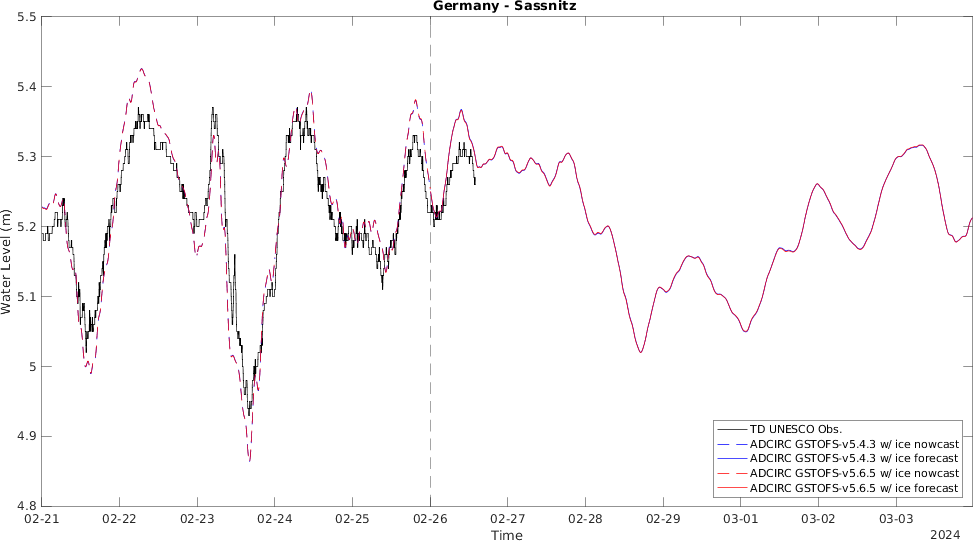 Germany - Sassnitz
5.5
5.4
5.3
5.2
5.1
5
4.9
4.8
Water Level (m)
02-21 02-22 02-23 02-24 02-25 02-26 02-27 02-28 02-29 03-01 03-02 03-03
Time
2024
TD UNESCO Obs.
ADCIRC GSTOFS-v5.4.3 w/ ice nowcast
ADCIRC GSTOFS-v5.4.3 w/ ice forecast
ADCIRC GSTOFS-v5.6.5 w/ ice nowcast
ADCIRC GSTOFS-v5.6.5 w/ ice forecast